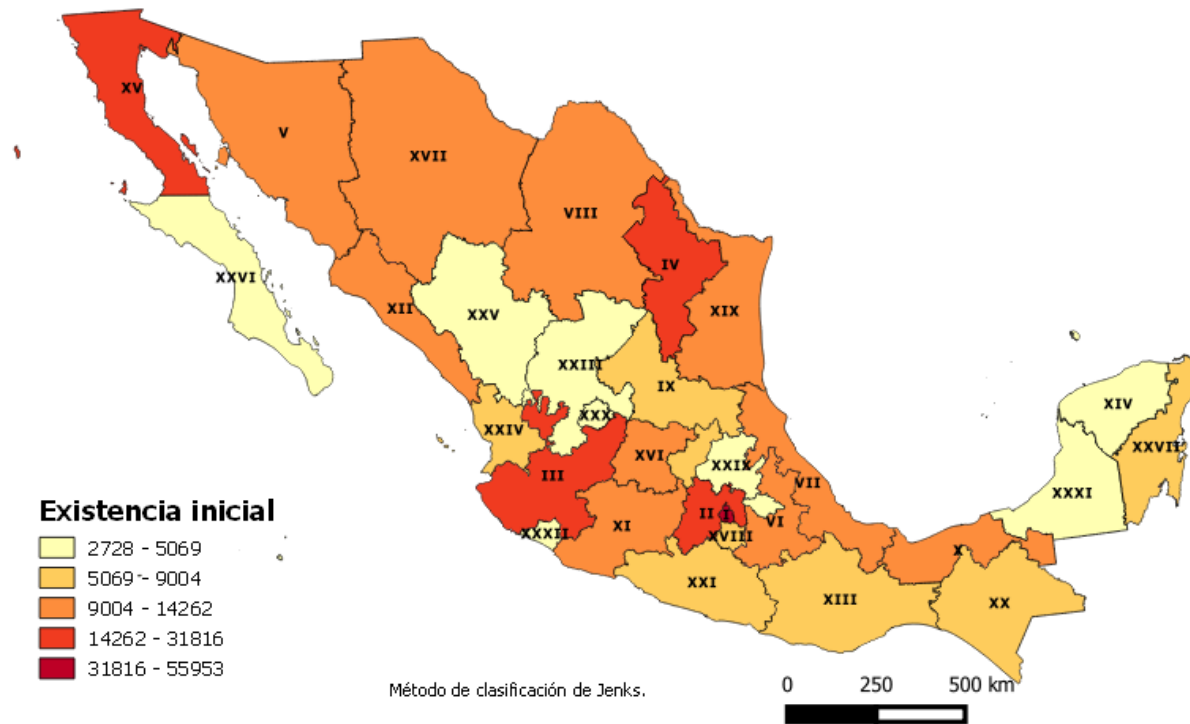 XV
V
XVII
VIII
IV
XXVI
XII
XXV
XIX
XXIII
IX
XXIV
XXX
XIV
XXVII
XVI
XXIX
III
VII
XXXI
II
I
VI
XXXII
XI
XVIII
X
XXI
XIII
XX
Existencia inicial
2728 - 5069
5069 - 9004
9004 - 14262
14262 - 31816
31816 - 55953
Método de clasificación de Jenks.
0 250 500 km